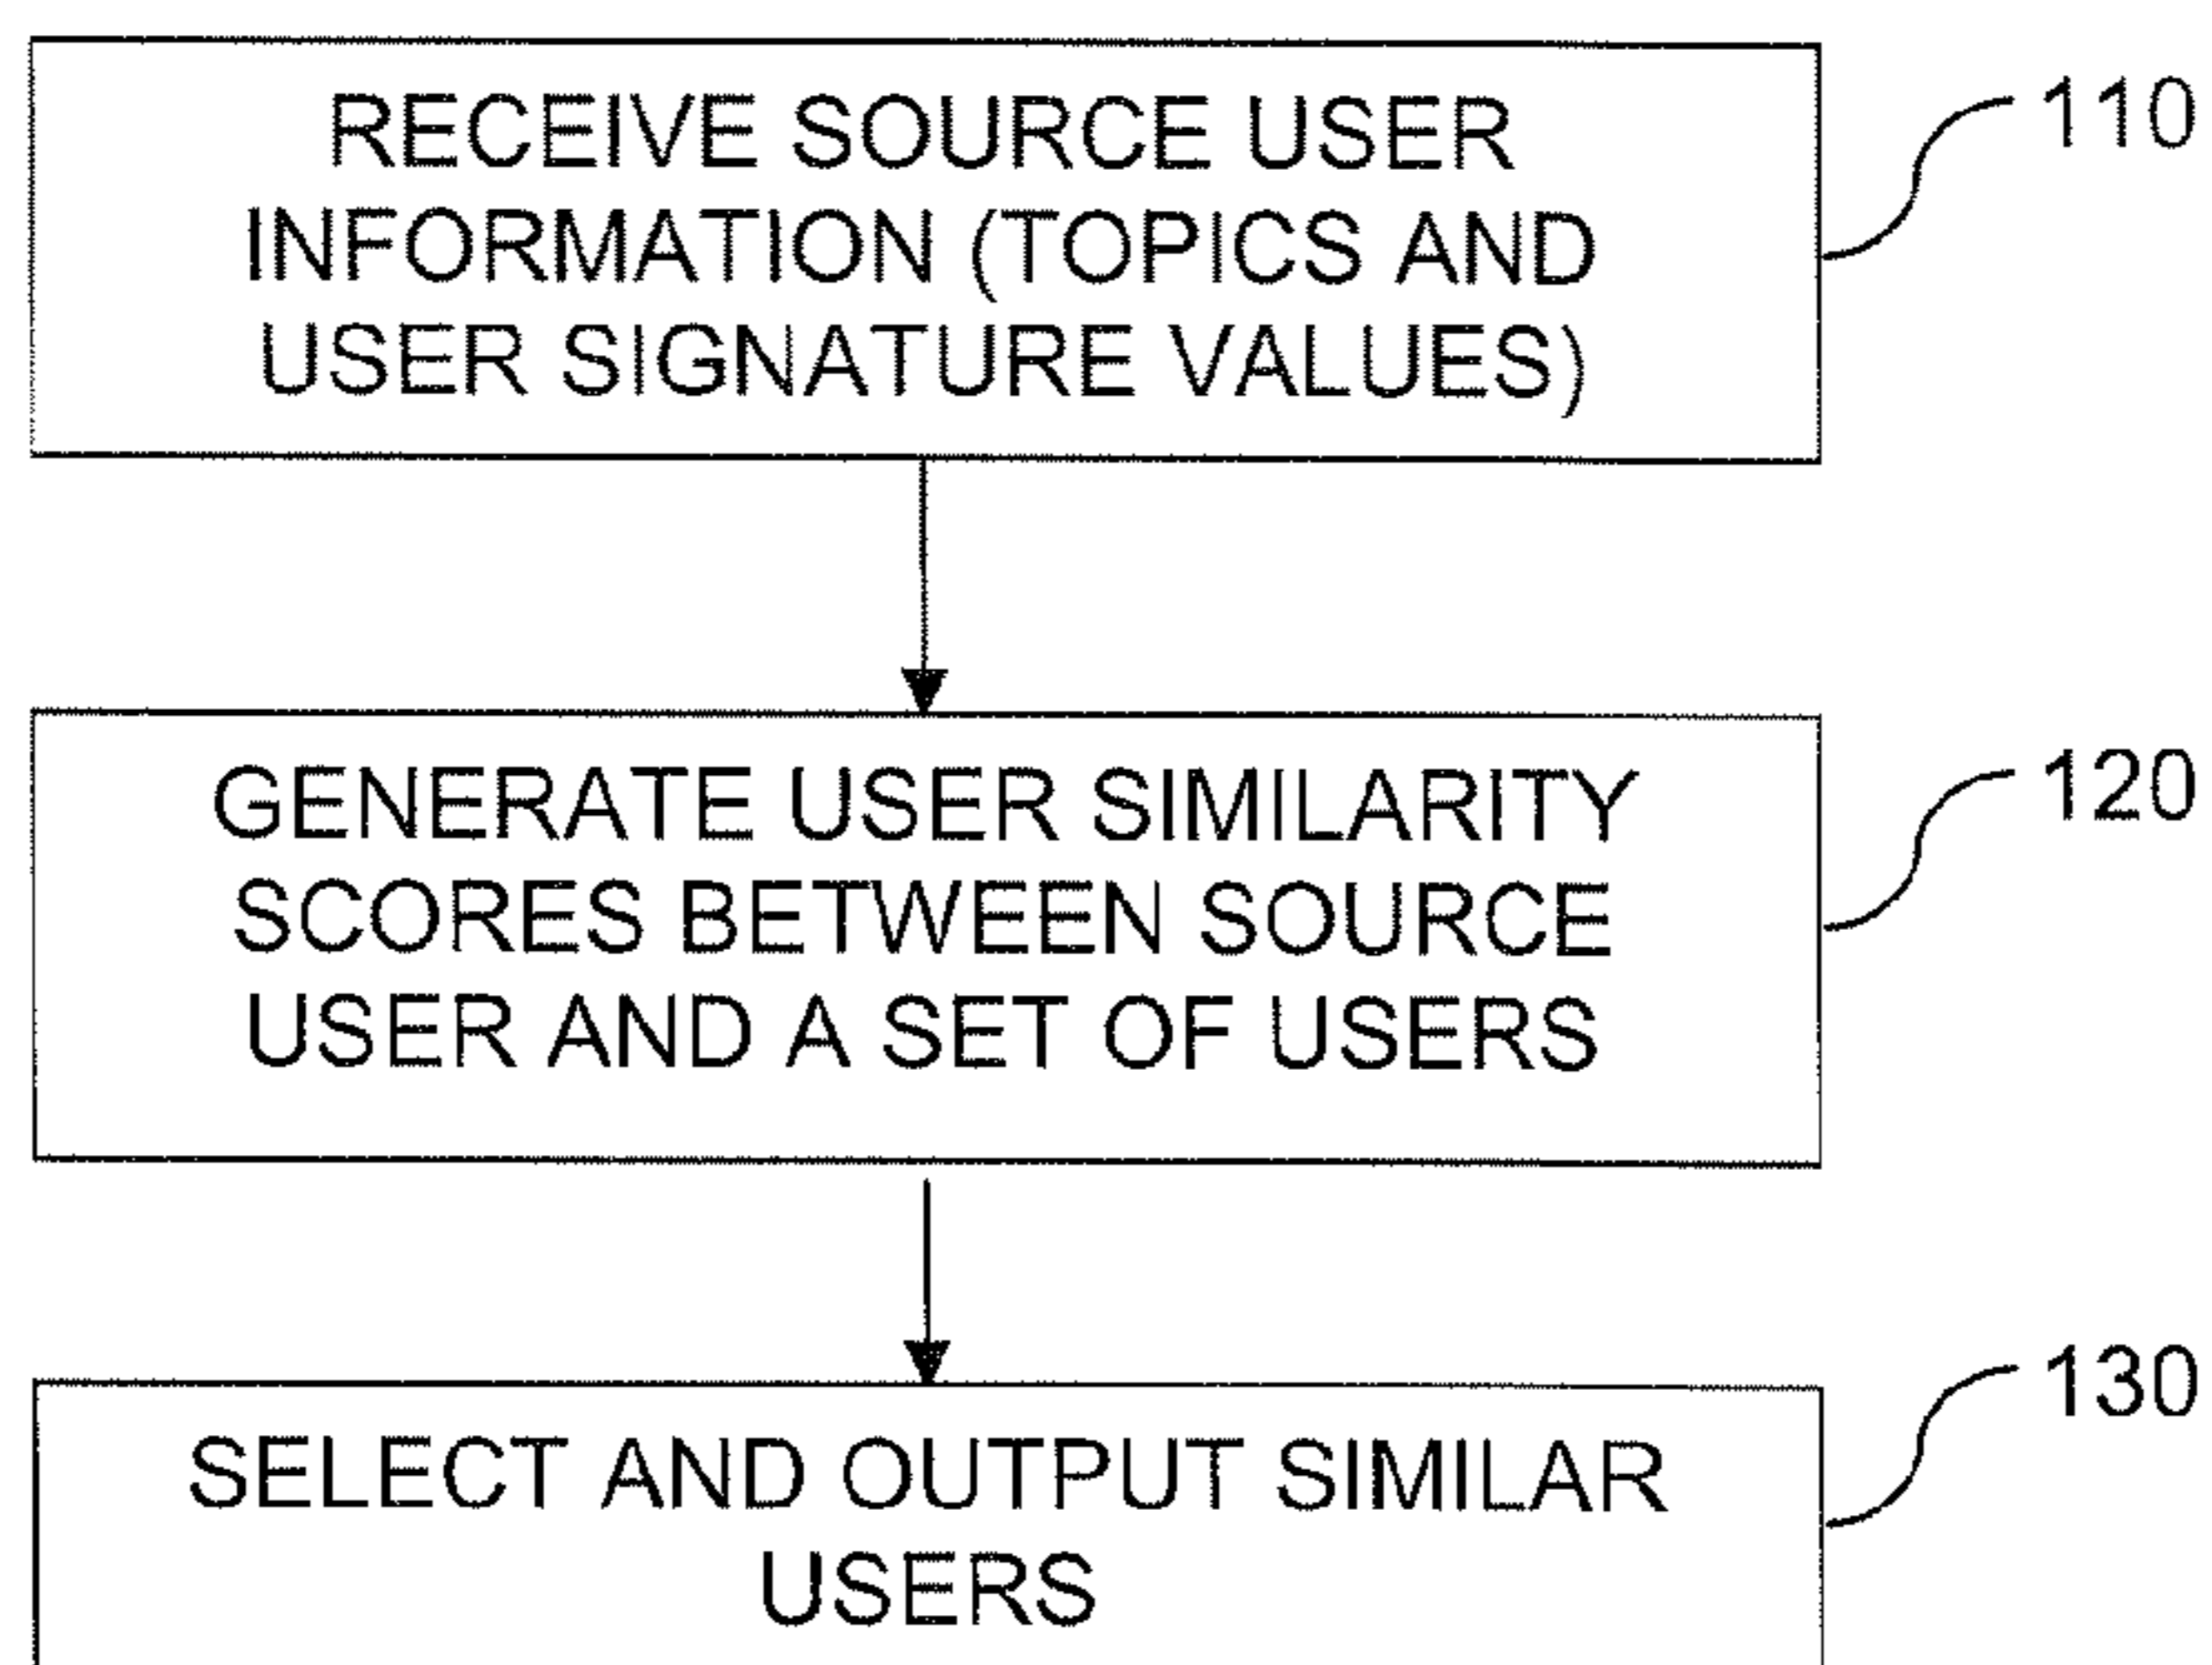 RECEIVE SOURCE USER
INFORMATION (TOPICS AND
USER SIGNATURE VALUES)
110
GENERATE USER SIMILARITY
SCORES BETWEEN SOURCE
USER AND A SET OF USERS
120
SELECT AND OUTPUT SIMILAR
USERS
130